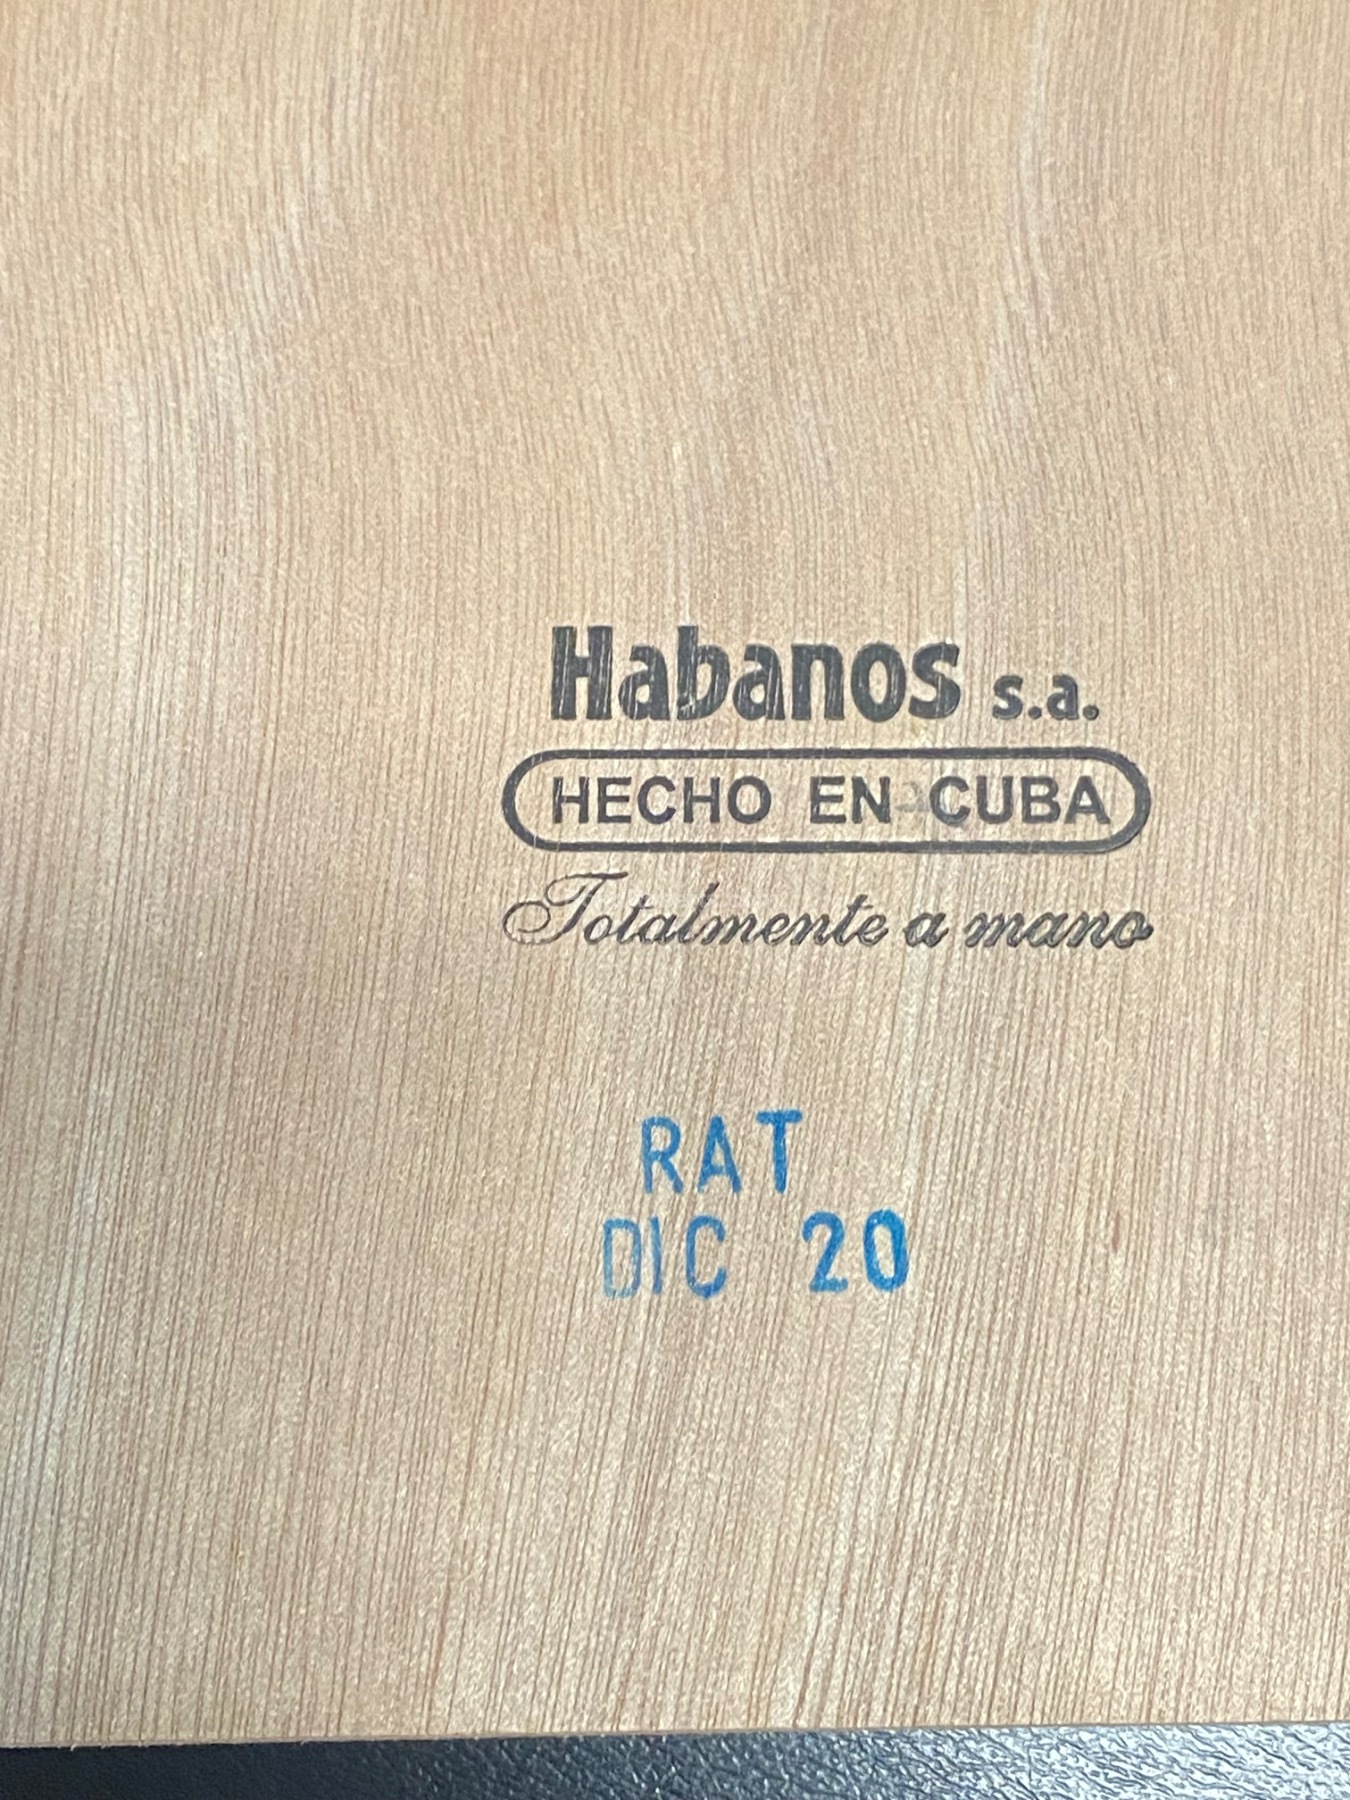 Habanos s.a.
HECHO EN CUBA
Totalmente a mano
RAT
DIC 20